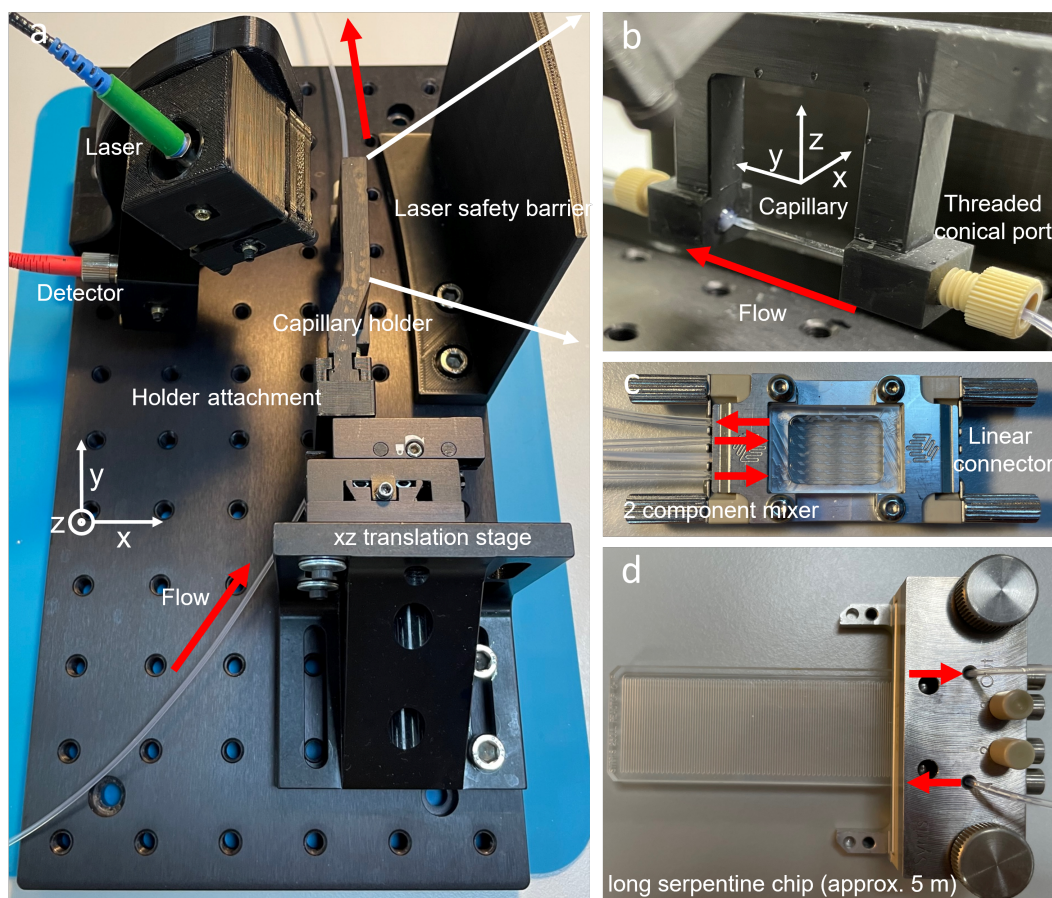 a
Laser
Laser safety barrier
Detector
Capillary holder
Holder attachment
y
z
x
xz translation stage
Flow
b
z
y
x
Capillary
Threaded
conical port
Flow
c
Linear
connector
2 component mixer
d
long serpentine chip (approx. 5 m)